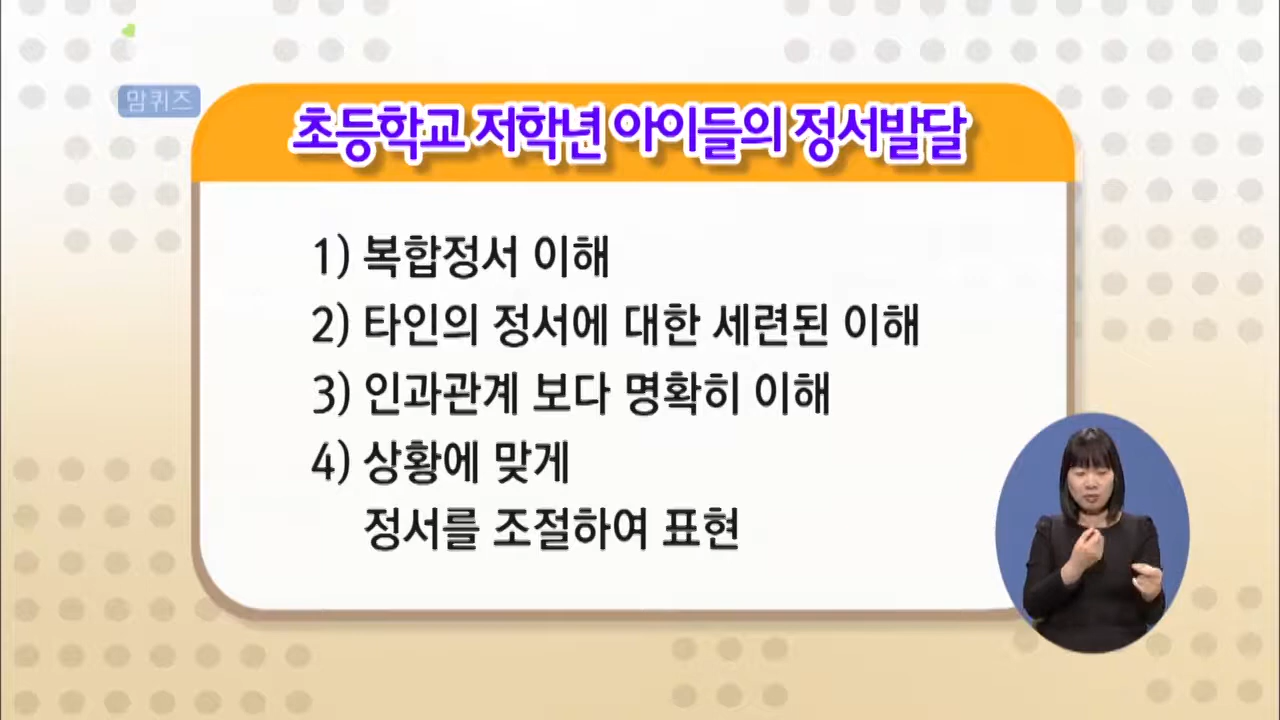 맘퀴즈
초등학교 저학년 아이들의 정서발달
1) 복합정서 이해
2) 타인의 정서에 대한 세련된 이해
3) 인과관계 보다 명확히 이해
4) 상황에 맞게
정서를 조절하여 표현